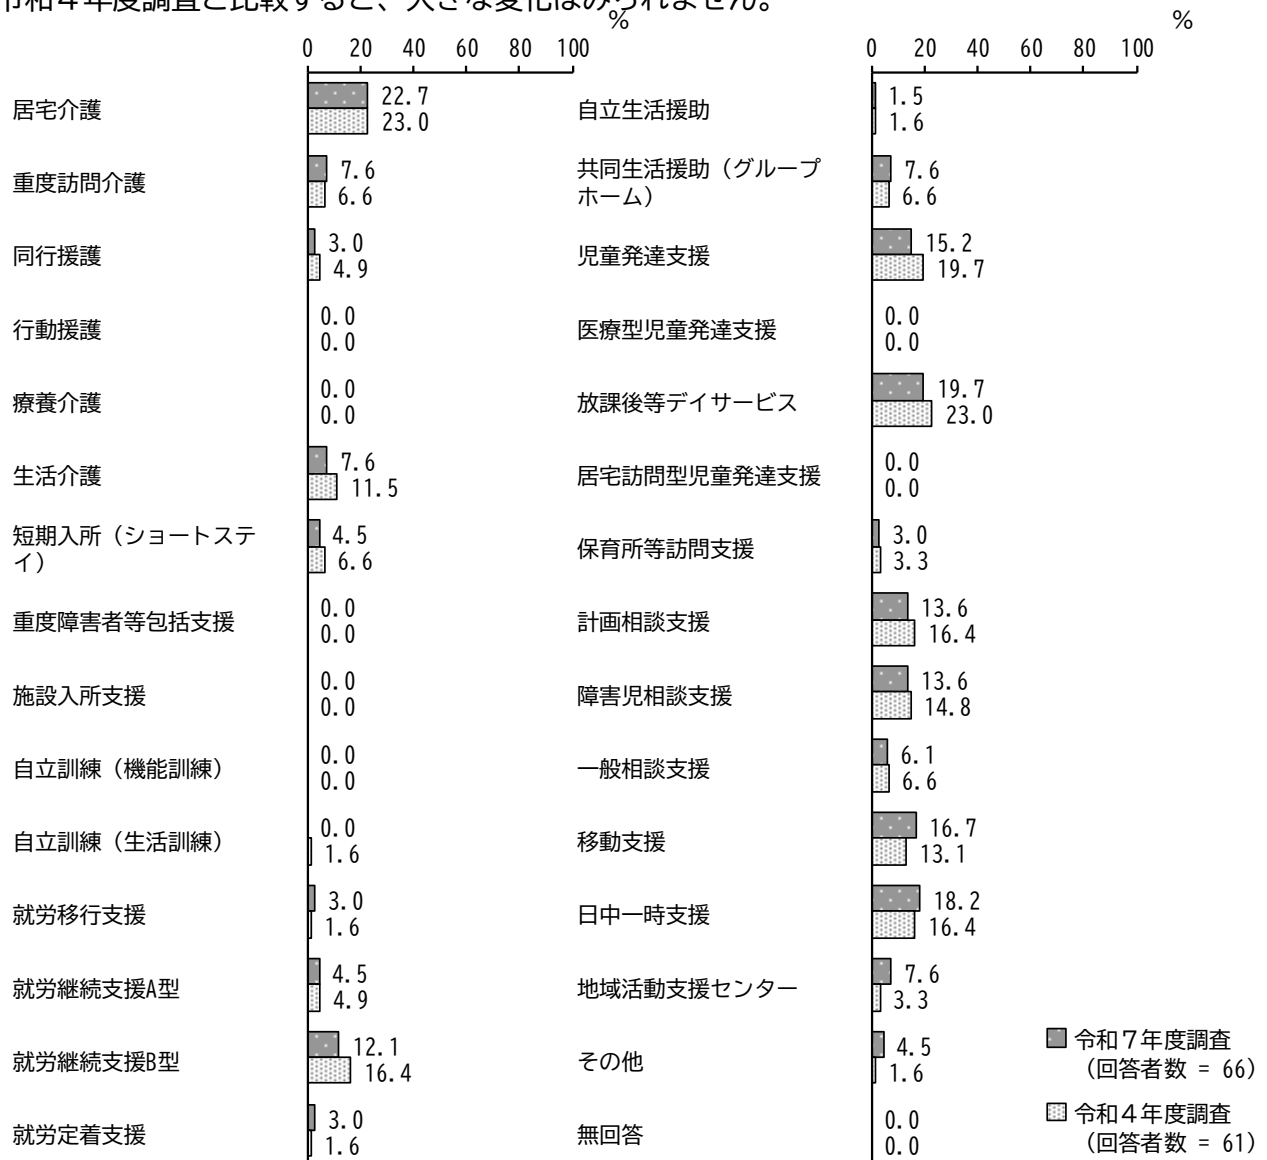 令和４年度調査と比較すると、大きな変化はみられません。
%
0 20 40 60 80 100
居宅介護 22.7
23.0
重度訪問介護 7.6
6.6
同行援護 3.0
4.9
行動援護 0.0
0.0
療養介護 0.0
0.0
生活介護 7.6
11.5
短期入所（ショートステ
イ） 4.5
6.6
重度障害者等包括支援 0.0
0.0
施設入所支援 0.0
0.0
自立訓練（機能訓練） 0.0
0.0
自立訓練（生活訓練） 0.0
1.6
就労移行支援 3.0
1.6
就労継続支援A型 4.5
4.9
就労継続支援B型 12.1
16.4
就労定着支援 3.0
1.6
%
0 20 40 60 80 100
自立生活援助 1.5
1.6
共同生活援助（グループ
ホーム） 7.6
6.6
児童発達支援 15.2
19.7
医療型児童発達支援 0.0
0.0
放課後等デイサービス 19.7
23.0
居宅訪問型児童発達支援 0.0
0.0
保育所等訪問支援 3.0
3.3
計画相談支援 13.6
16.4
障害児相談支援 13.6
14.8
一般相談支援 6.1
6.6
移動支援 16.7
13.1
日中一時支援 18.2
16.4
地域活動支援センター 7.6
3.3
その他 4.5
1.6
無回答 0.0
0.0
令和７年度調査
（回答者数 = 66）
令和４年度調査
（回答者数 = 61）